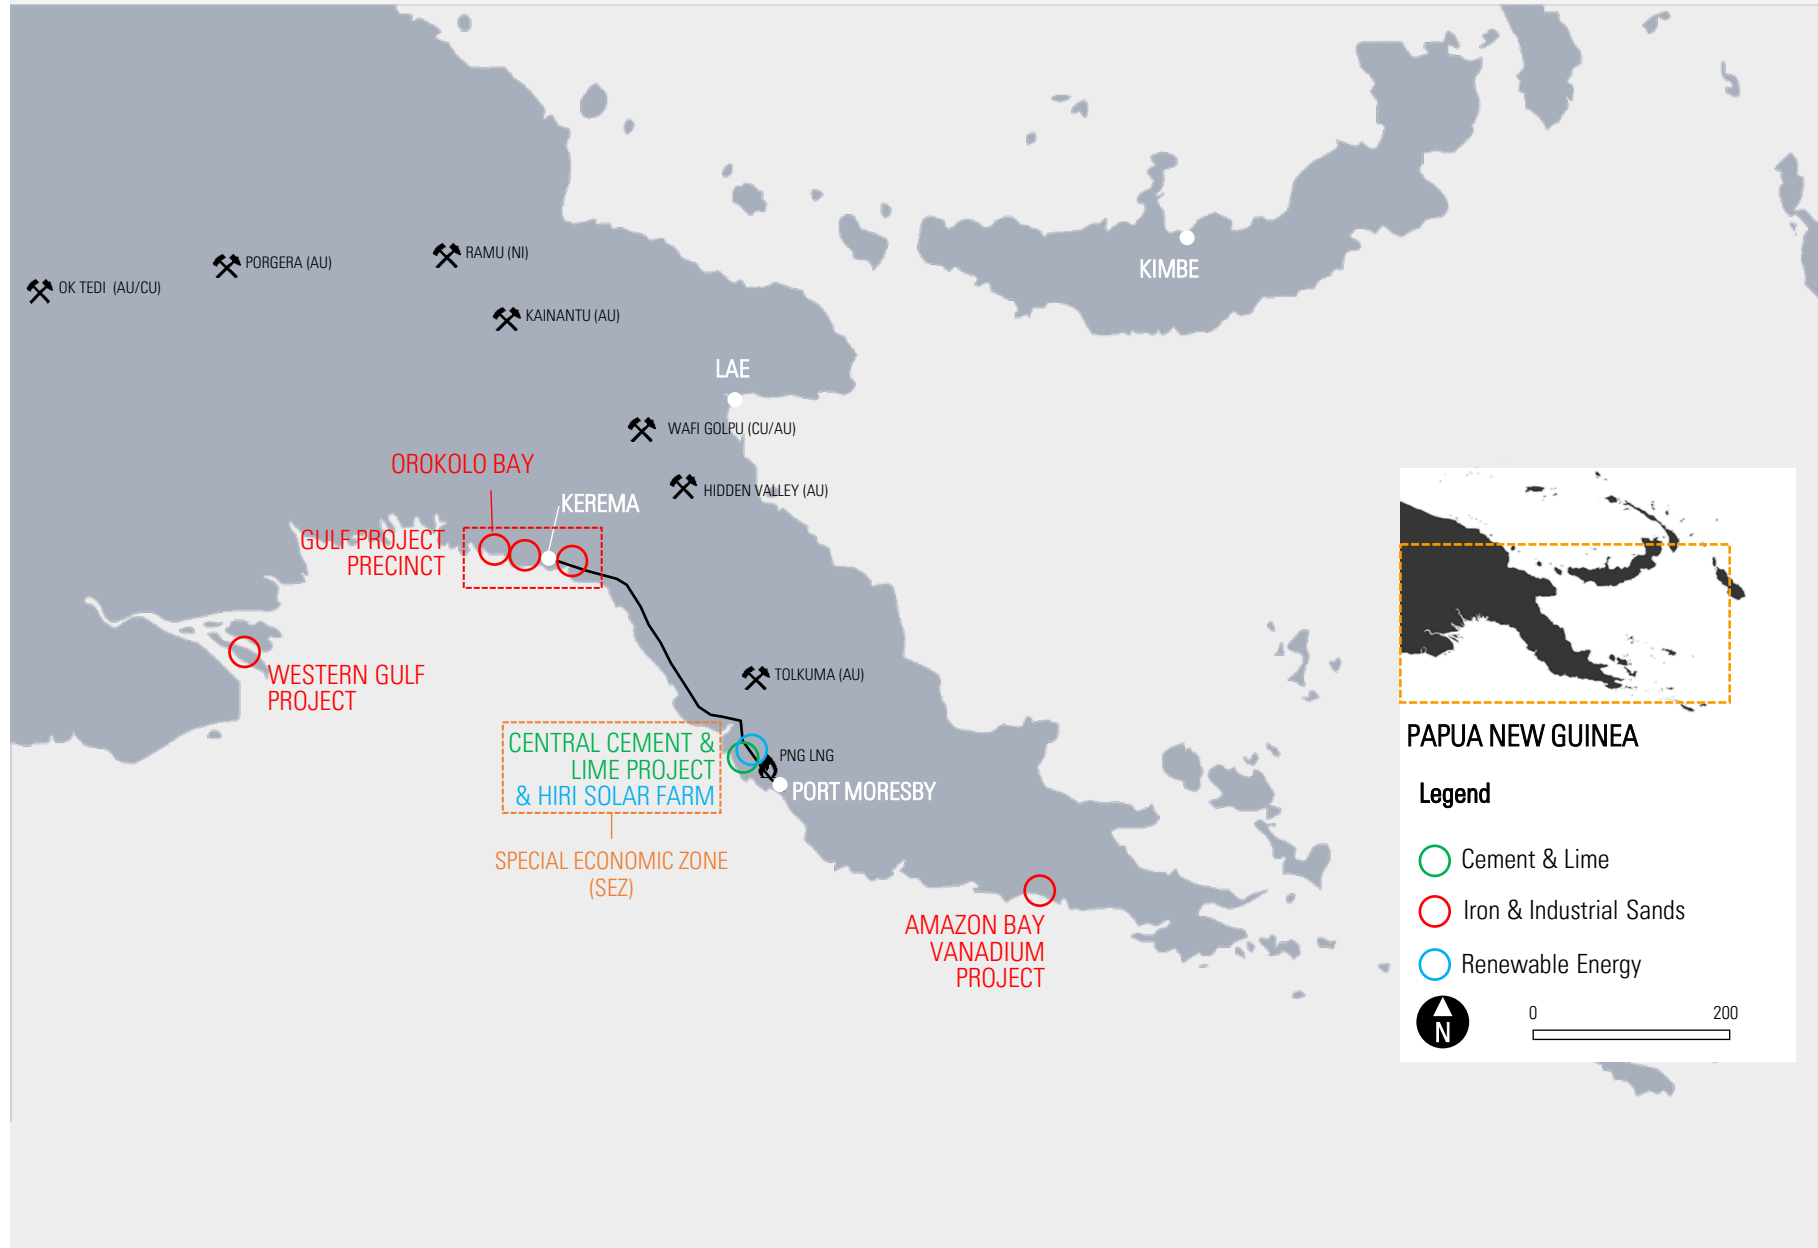 RAMU (NI)
PORGERA (AU)
OK TEDI (AU/CU)
KIMBE
KAINANTU (AU)
LAE
WAFI GOLPU (CU/AU)
OROKOLO BAY
HIDDEN VALLEY (AU)
KEREMA
GULF PROJECT
PRECINCT
WESTERN GULF
PROJECT
TOLKUMA (AU)
CENTRAL CEMENT &
LIME PROJECT
& HIRI SOLAR FARM
PNG LNG
PORT MORESBY
SPECIAL ECONOMIC ZONE
(SEZ)
AMAZON BAY
VANADIUM
PROJECT
PAPUA NEW GUINEA
Legend
Cement & Lime
Iron & Industrial Sands
Renewable Energy
N
0 200